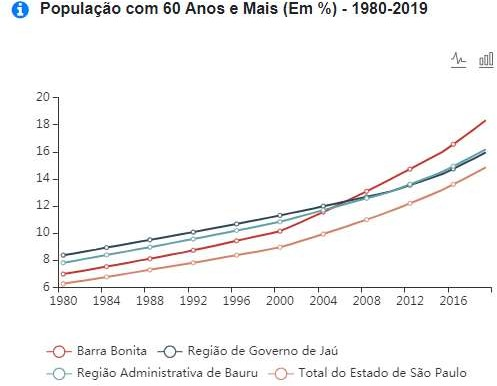 População com 60 Anos e Mais (Em %) - 1980-2019
20
18
16
14
12
10
8
6
1980 1984 1988 1992 1996 2000 2004 2008 2012 2016
Barra Bonita Região de Governo de Jaú
Região Administrativa de Bauru Total do Estado de São Paulo